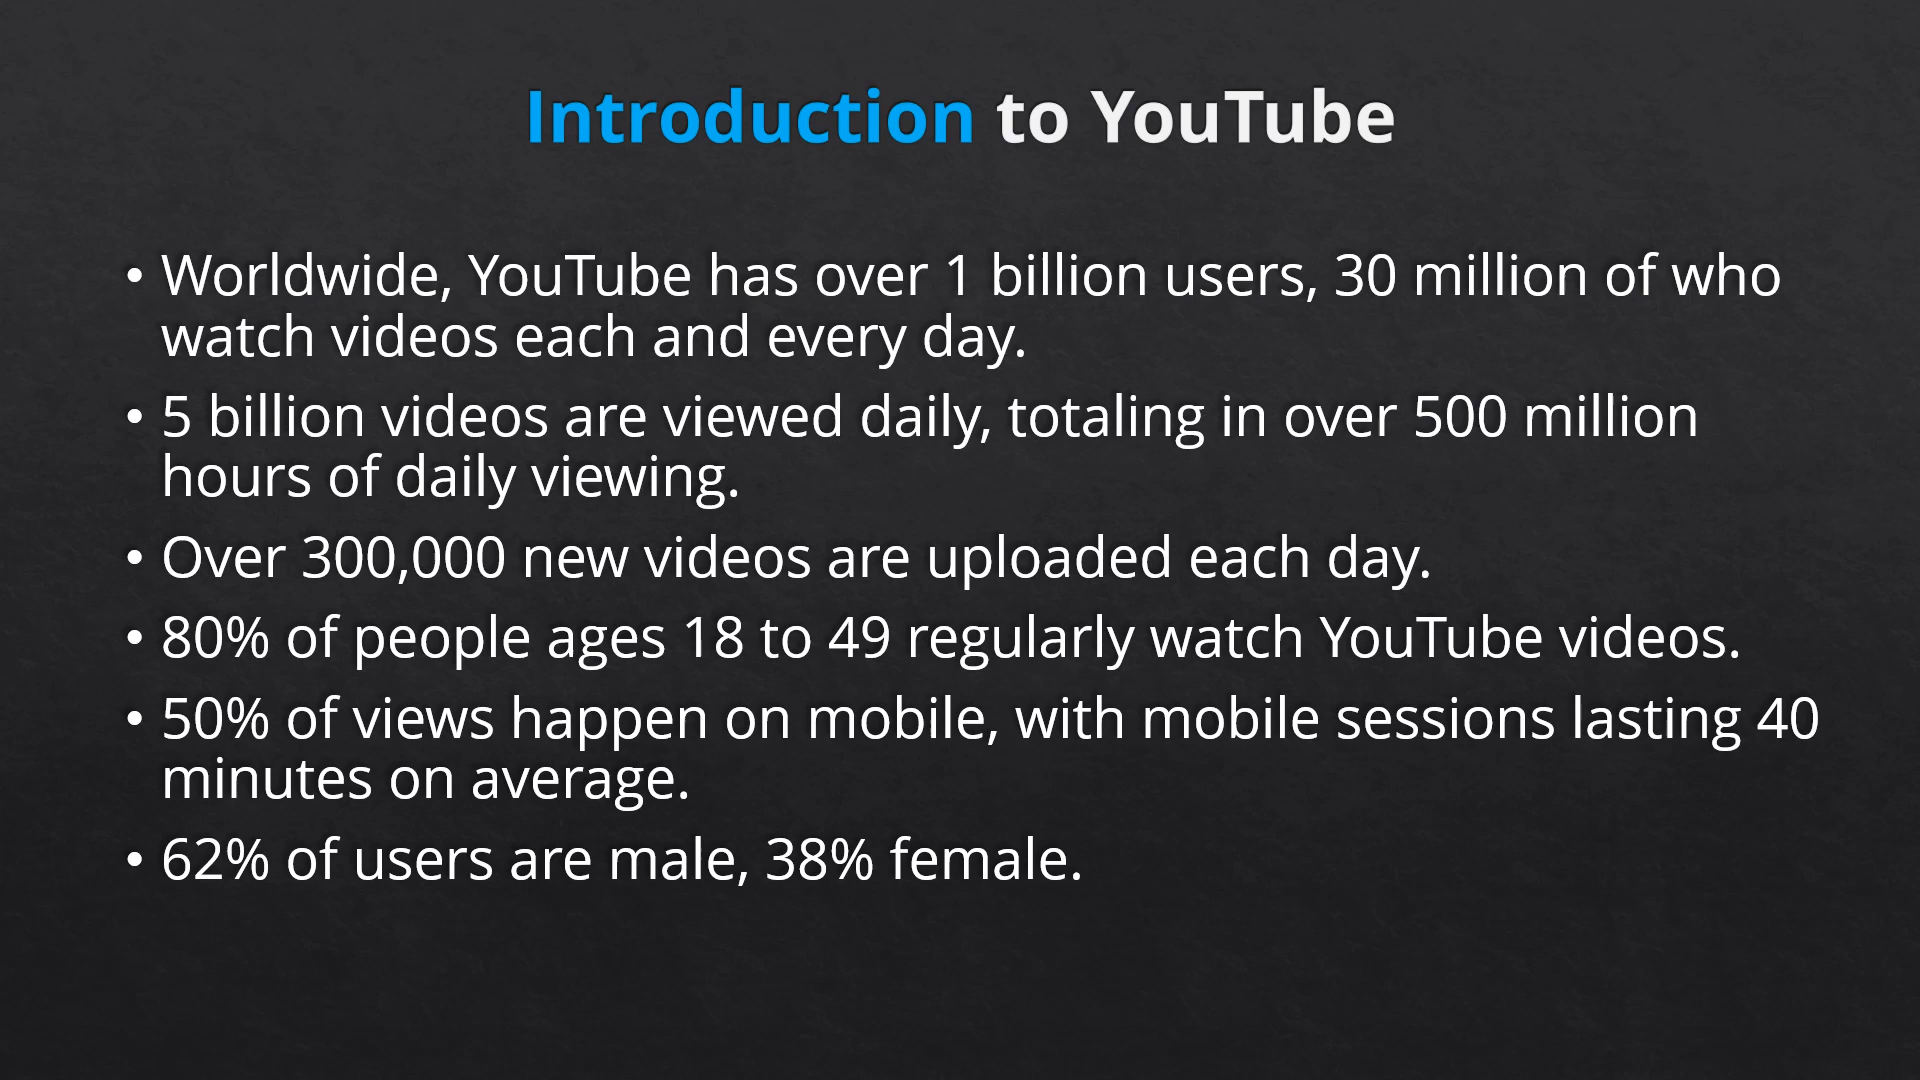 Introduction to YouTube
• Worldwide, YouTube has over 1 billion users, 30 million of who
watch videos each and every day.
• 5 billion videos are viewed daily, totaling in over 500 million
hours of daily viewing.
• Over 300,000 new videos are uploaded each day.
• 80% of people ages 18 to 49 regularly watch YouTube videos.
• 50% of views happen on mobile, with mobile sessions lasting 40
minutes on average.
• 62% of users are male, 38% female.